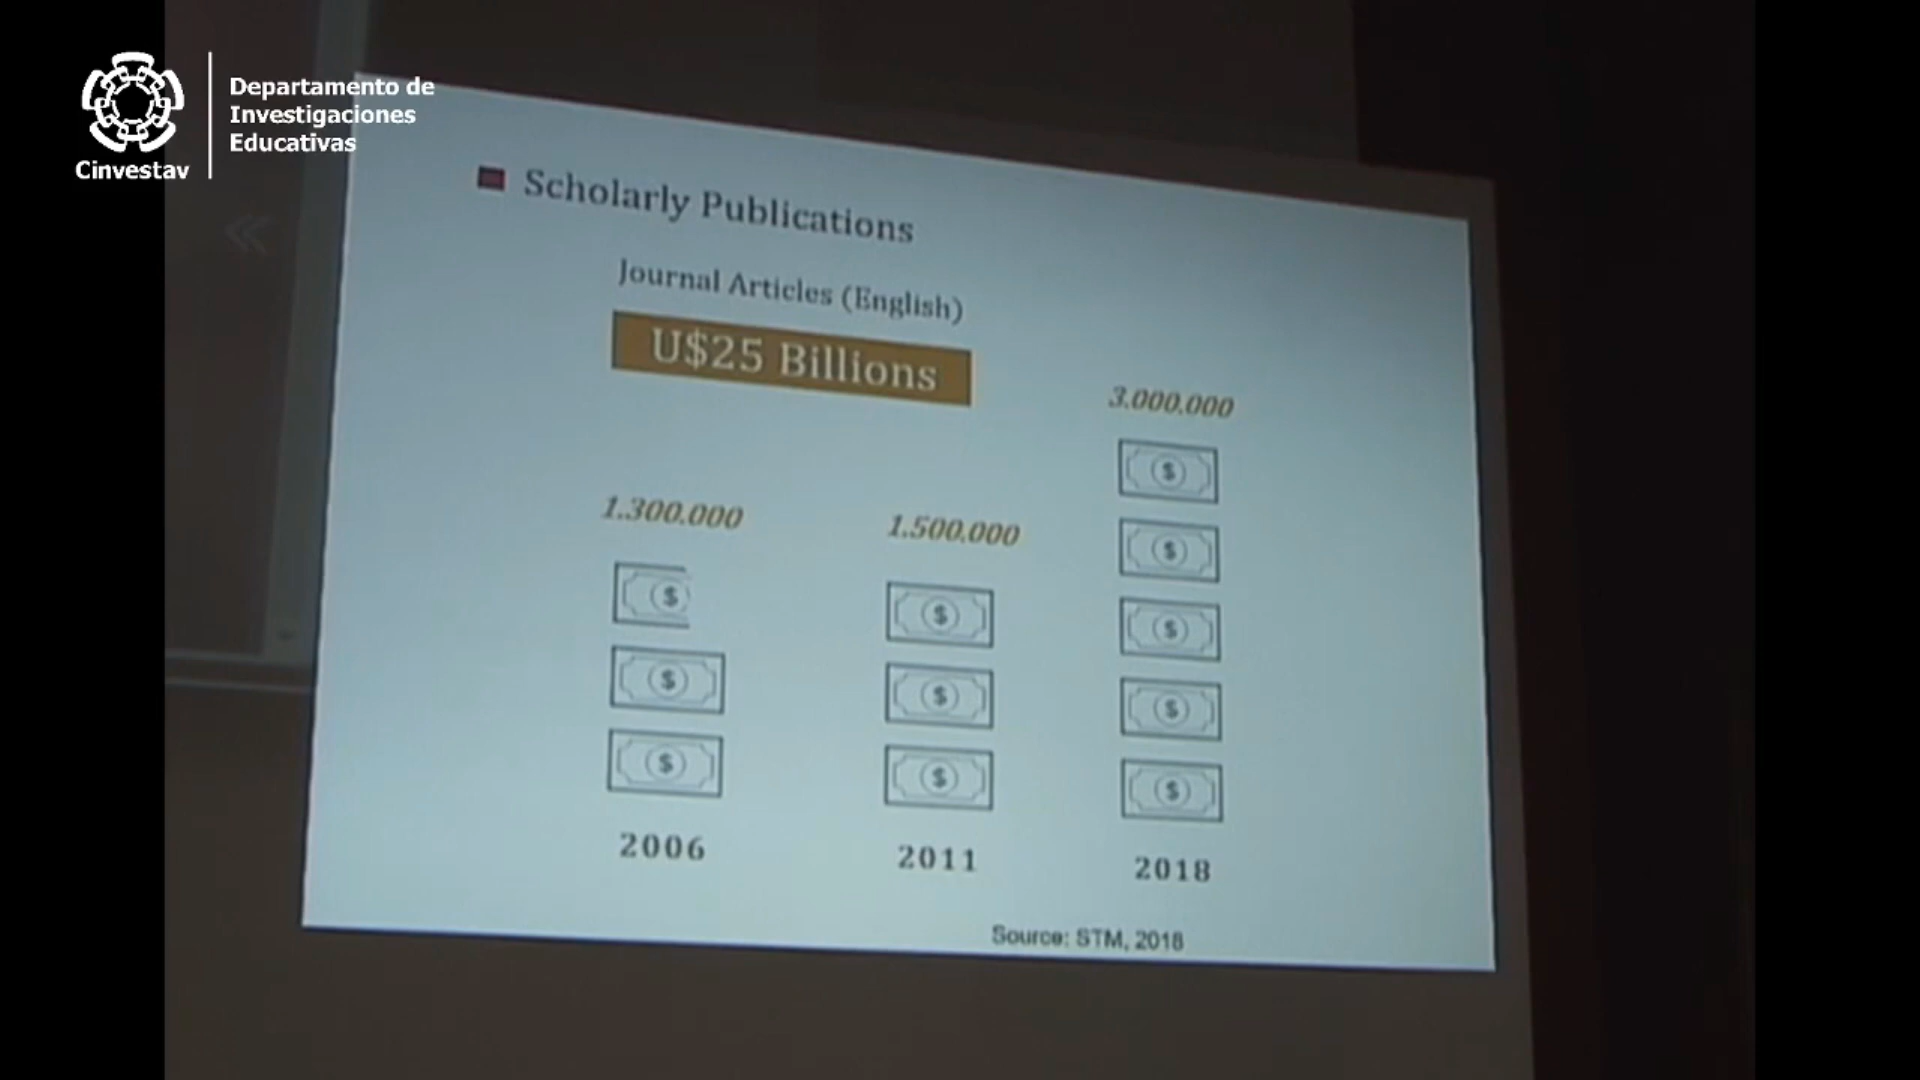 Cinvestav
Departamento de
Investigaciones
Educativas
Scholarly Publications
Journal Articles (English)
U$25 Billions
1.300.000
1.500.000
3.000.000
$
$
$
$
$
$
$
$
$
$
$
2006
2011
2018
Source: STM, 2018